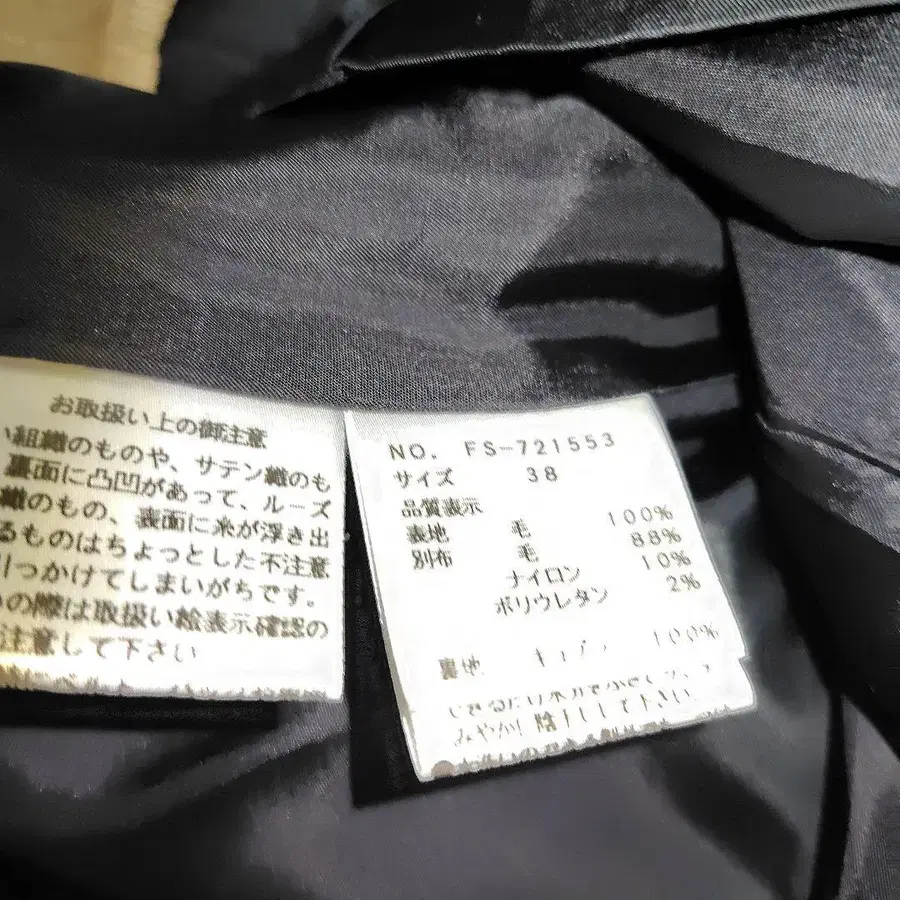 お取扱い上の御注意
い組織のものや、サテン織のも
裏面に凸凹があって、ルーズ
織のもの、表面に糸が浮き出
るものはちょっとした不注意
引っかけてしまいがちです。
の際は取扱い絵表示確認の
注意して下さい
NO. FS-721553
サイズ 38
品質表示
表地 毛 100%
別布 毛 88%
ナイロン 10%
ポリウレタン 2%
裏地 キュプラ 100%
して下さい